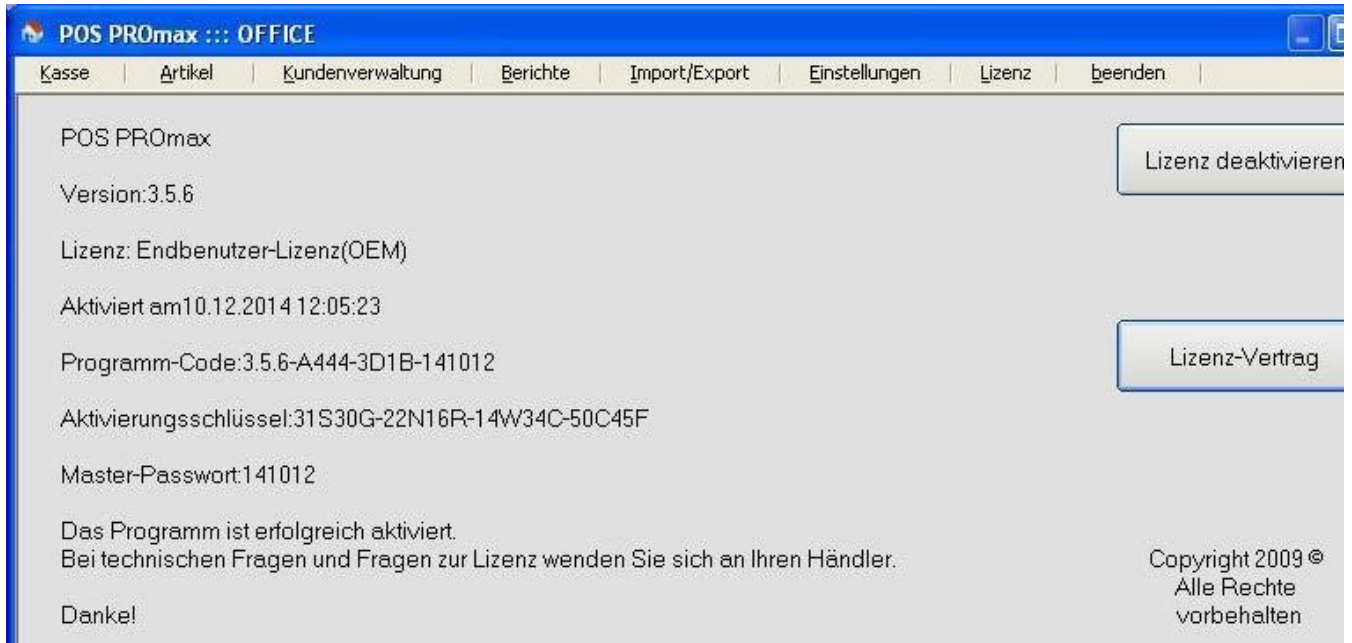 POS PROmax ::: OFFICE
Kasse | Artikel | Kundenverwaltung | Berichte | Import/Export | Einstellungen | Lizenz | beenden |
POS PROmax
Lizenz deaktivieren
Version:3.5.6
Lizenz: Endbenutzer-Lizenz(OEM)
Aktiviert am10.12.2014 12:05:23
Programm-Code:3.5.6-A444-3D1B-141012
Lizenz-Vertrag
Aktivierungsschlüssel:31S30G-22N16R-14W34C-50C45F
Master-Passwort:141012
Das Programm ist erfolgreich aktiviert.
Bei technischen Fragen und Fragen zur Lizenz wenden Sie sich an Ihren Händler.
Danke!
Copyright 2009 ©
Alle Rechte
vorbehalten